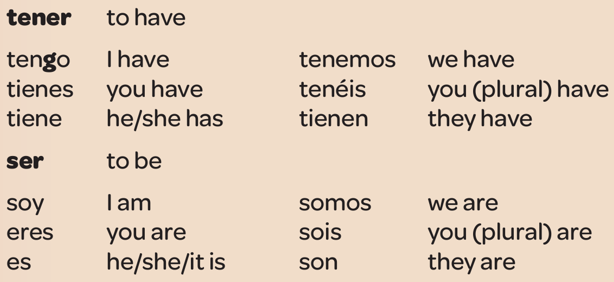 tener to have
tengo I have tenemos we have
tienes you have tenéis you (plural) have
tiene he/she has tienen they have
ser to be
soy I am somos we are
eres you are sois you (plural) are
es he/she/it is son they are